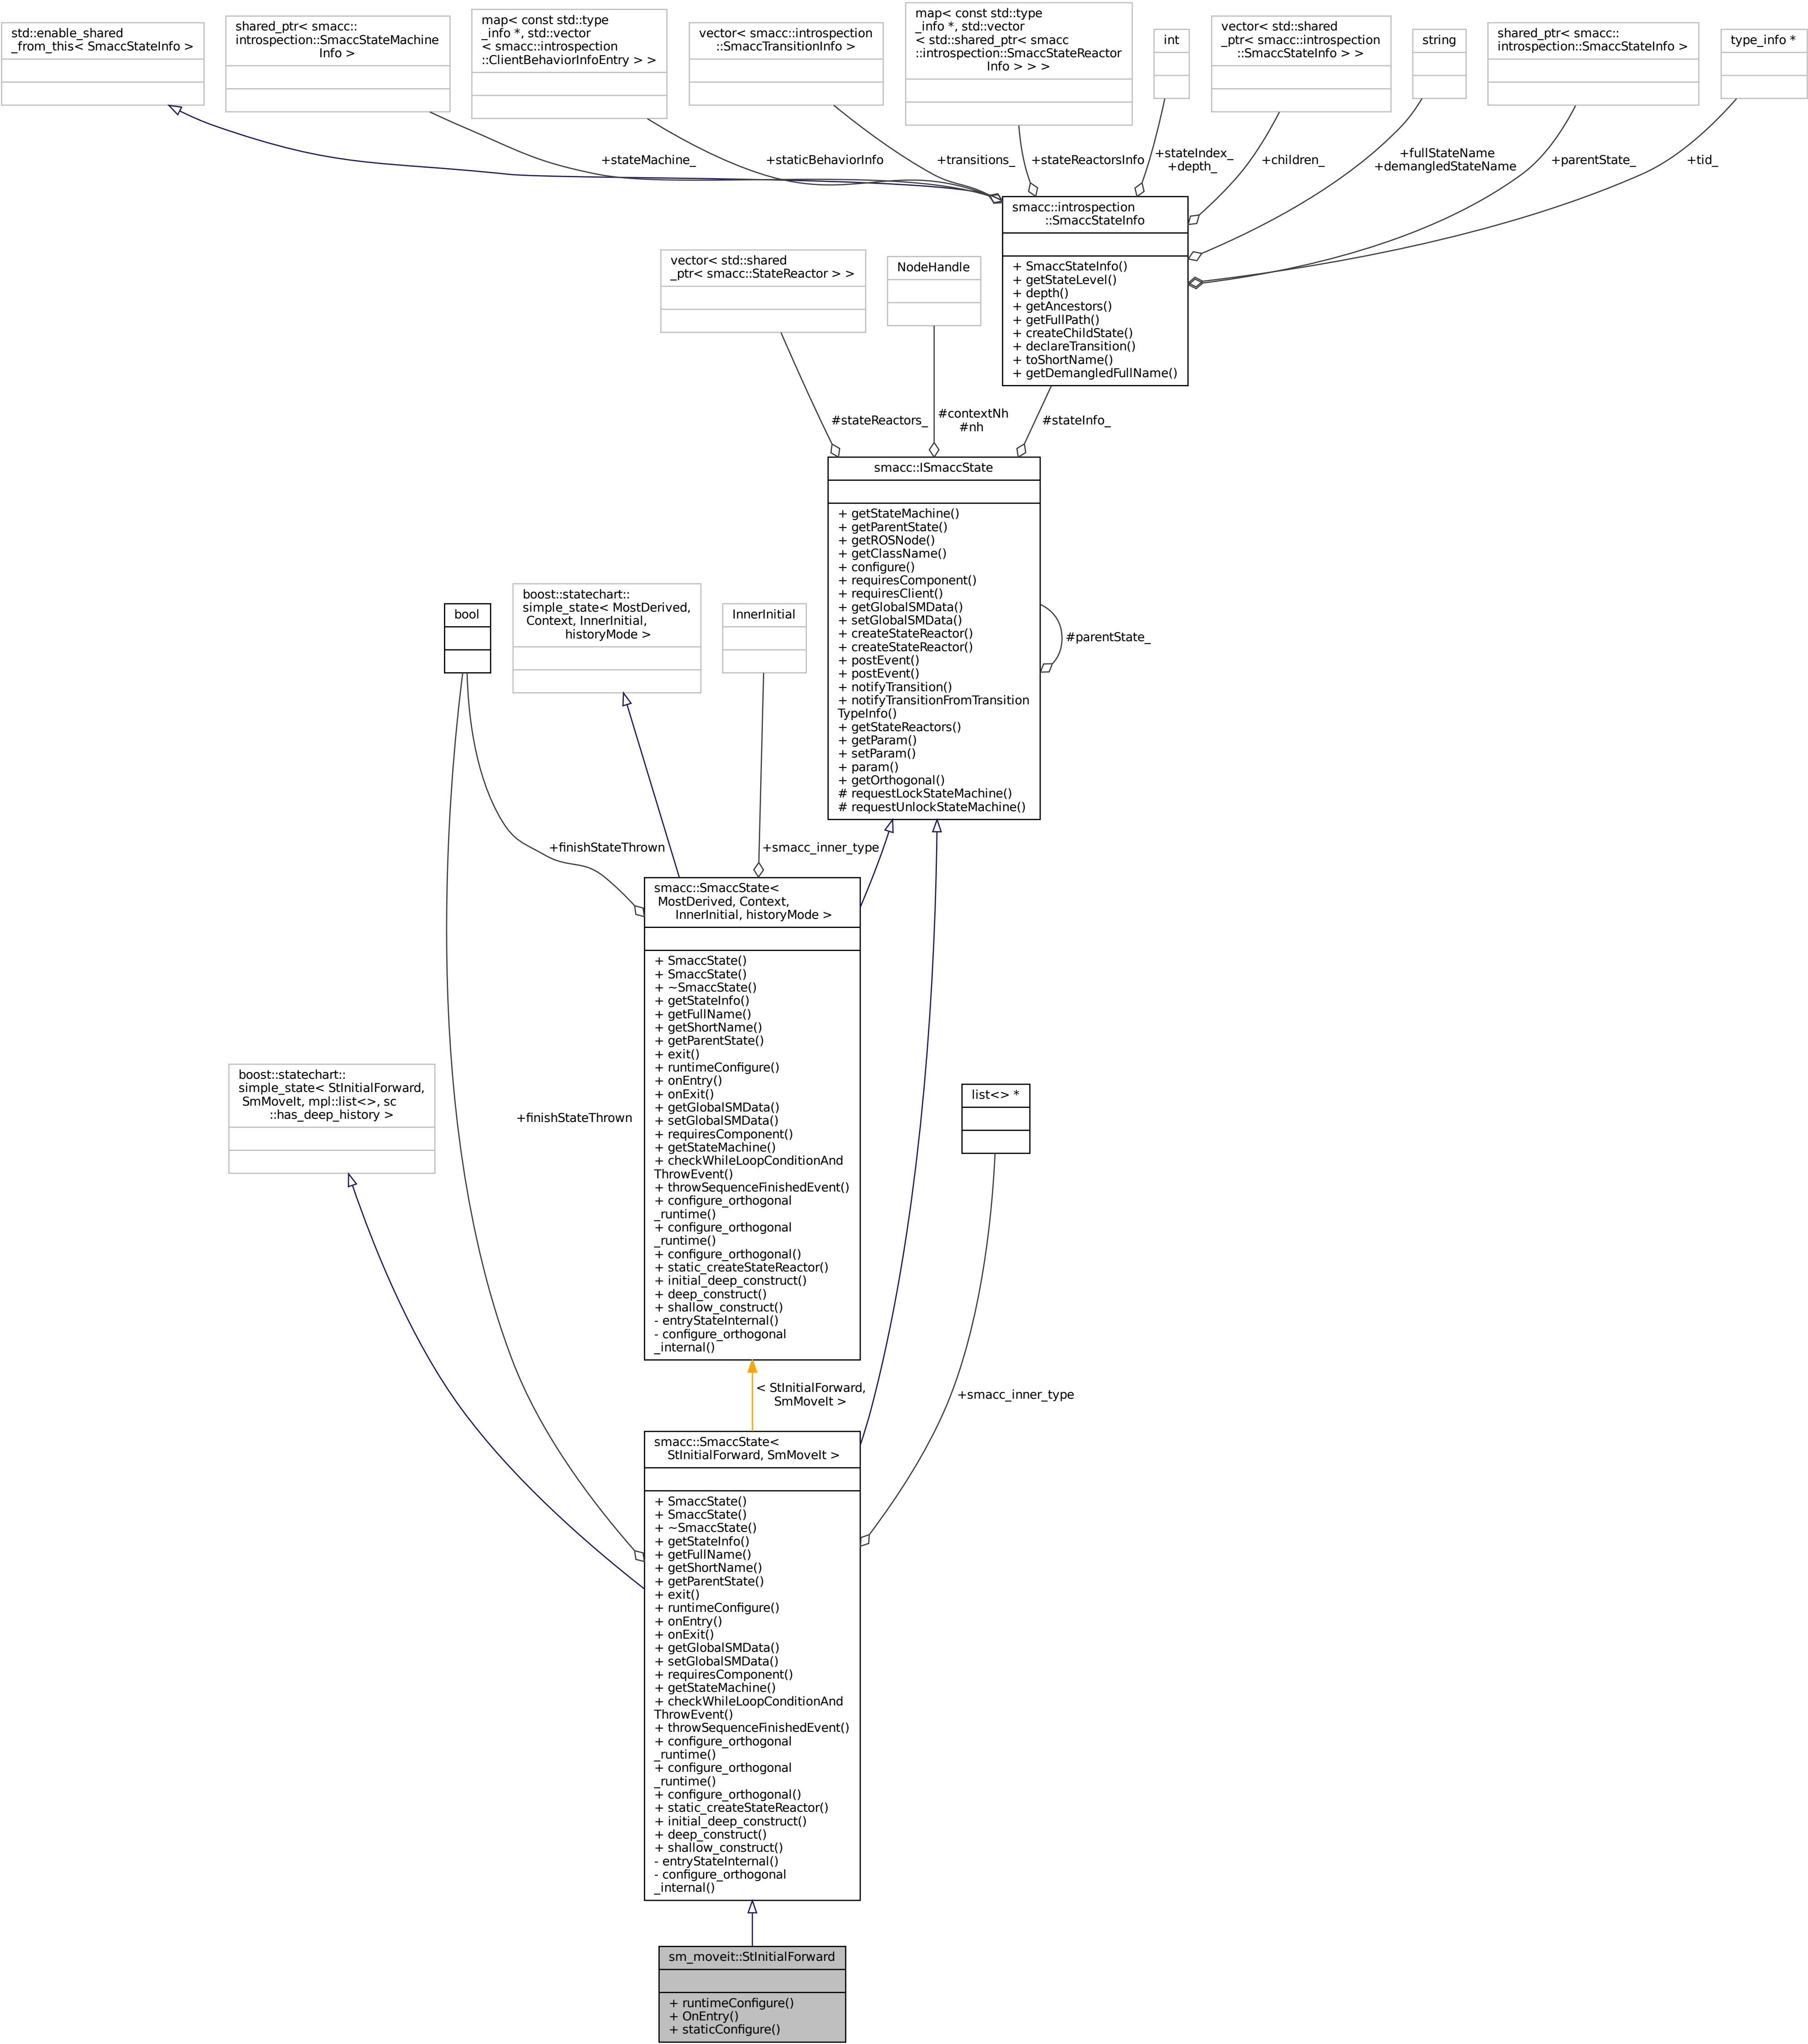 std::enable_shared
_from_this< SmaccStateInfo >
shared_ptr< smacc::
introspection::SmaccStateMachine
Info >
map< const std::type
_info *, std::vector
< smacc::introspection
::ClientBehaviorInfoEntry > >
vector< smacc::introspection
::SmaccTransitionInfo >
map< const std::type
_info *, std::vector
< std::shared_ptr< smacc
::introspection::SmaccStateReactor
Info > > >
int
vector< std::shared
_ptr< smacc::introspection
::SmaccStateInfo > >
string
shared_ptr< smacc::
introspection::SmaccStateInfo >
type_info *
+stateMachine_
+staticBehaviorInfo
+transitions_
+stateReactorsInfo
+stateIndex_
+depth_
+children_
+fullStateName
+demangledStateName
+parentState_
+tid_
smacc::introspection
::SmaccStateInfo
+ SmaccStateInfo()
+ getStateLevel()
+ depth()
+ getAncestors()
+ getFullPath()
+ createChildState()
+ declareTransition()
+ toShortName()
+ getDemangledFullName()
vector< std::shared
_ptr< smacc::StateReactor > >
NodeHandle
#stateReactors_
#contextNh
#nh
#stateInfo_
smacc::ISmaccState
+ getStateMachine()
+ getParentState()
+ getROSNode()
+ getClassName()
+ configure()
+ requiresComponent()
+ requiresClient()
+ getGlobalSMData()
+ setGlobalSMData()
+ createStateReactor()
+ createStateReactor()
+ postEvent()
+ postEvent()
+ notifyTransition()
+ notifyTransitionFromTransition
TypeInfo()
+ getStateReactors()
+ getParam()
+ setParam()
+ param()
+ getOrthogonal()
# requestLockStateMachine()
# requestUnlockStateMachine()
#parentState_
bool
boost::statechart::
simple_state< MostDerived,
Context, InnerInitial,
historyMode >
InnerInitial
+finishStateThrown
+smacc_inner_type
smacc::SmaccState<
MostDerived, Context,
InnerInitial, historyMode >
+ SmaccState()
+ SmaccState()
+ ~SmaccState()
+ getStateInfo()
+ getFullName()
+ getShortName()
+ getParentState()
+ exit()
+ runtimeConfigure()
+ onEntry()
+ onExit()
+ getGlobalSMData()
+ setGlobalSMData()
+ requiresComponent()
+ getStateMachine()
+ checkWhileLoopConditionAnd
ThrowEvent()
+ throwSequenceFinishedEvent()
+ configure_orthogonal
_runtime()
+ configure_orthogonal
_runtime()
+ configure_orthogonal()
+ static_createStateReactor()
+ initial_deep_construct()
+ deep_construct()
+ shallow_construct()
- entryStateInternal()
- configure_orthogonal
_internal()
boost::statechart::
simple_state< StInitialForward,
SmMoveIt, mpl::list<>, sc
::has_deep_history >
+finishStateThrown
list<> *
< StInitialForward,
SmMoveIt >
+smacc_inner_type
smacc::SmaccState<
StInitialForward, SmMoveIt >
+ SmaccState()
+ SmaccState()
+ ~SmaccState()
+ getStateInfo()
+ getFullName()
+ getShortName()
+ getParentState()
+ exit()
+ runtimeConfigure()
+ onEntry()
+ onExit()
+ getGlobalSMData()
+ setGlobalSMData()
+ requiresComponent()
+ getStateMachine()
+ checkWhileLoopConditionAnd
ThrowEvent()
+ throwSequenceFinishedEvent()
+ configure_orthogonal
_runtime()
+ configure_orthogonal
_runtime()
+ configure_orthogonal()
+ static_createStateReactor()
+ initial_deep_construct()
+ deep_construct()
+ shallow_construct()
- entryStateInternal()
- configure_orthogonal
_internal()
sm_moveit::StInitialForward
+ runtimeConfigure()
+ OnEntry()
+ staticConfigure()